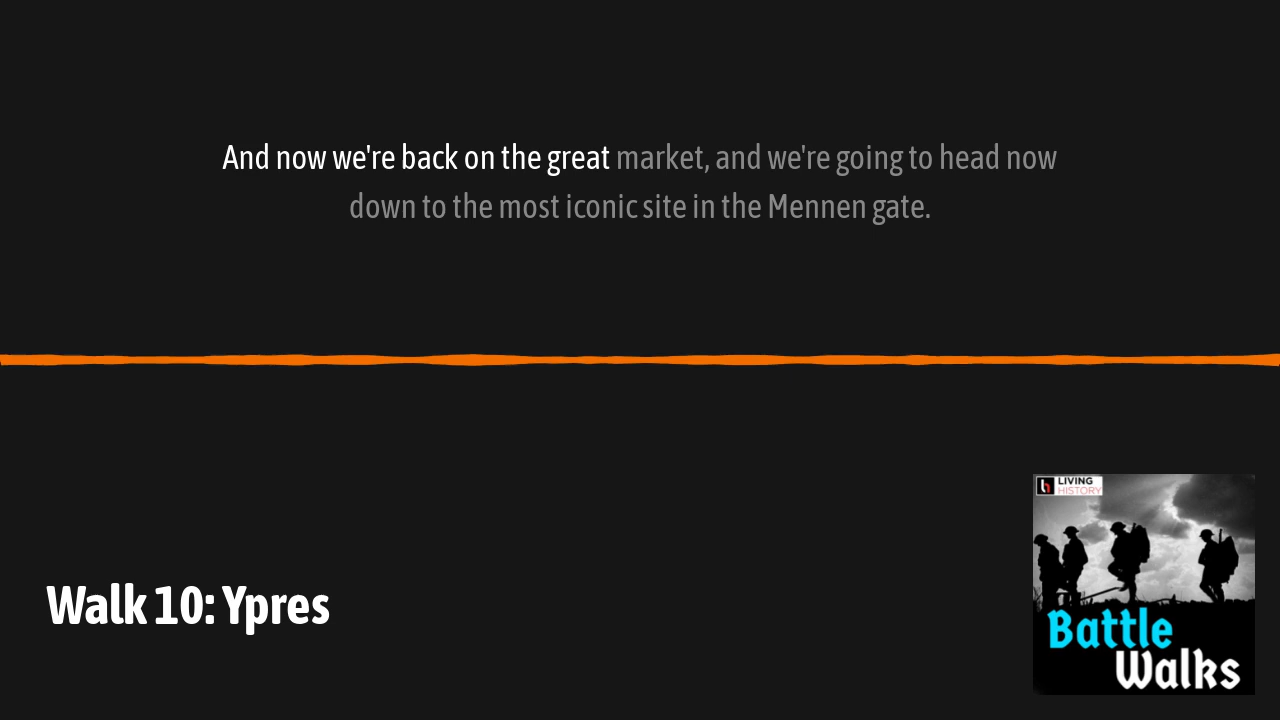 And now we're back on the great market, and we're going to head now
down to the most iconic site in the Mennen gate.
Walk 10: Ypres
LIVING
HISTORY
Battle
Walks